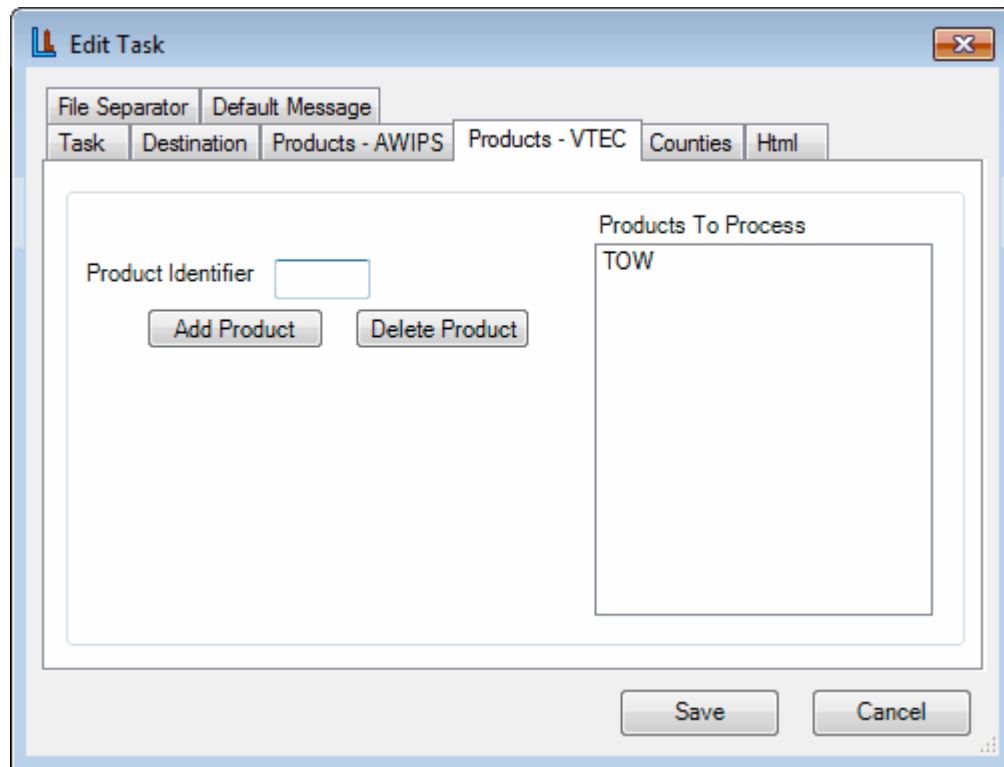 Edit Task
File Separator Default Message
Task Destination Products - AWIPS Products - VTEC Counties Html
Products To Process
TOW
Product Identifier
Add Product Delete Product
Save Cancel